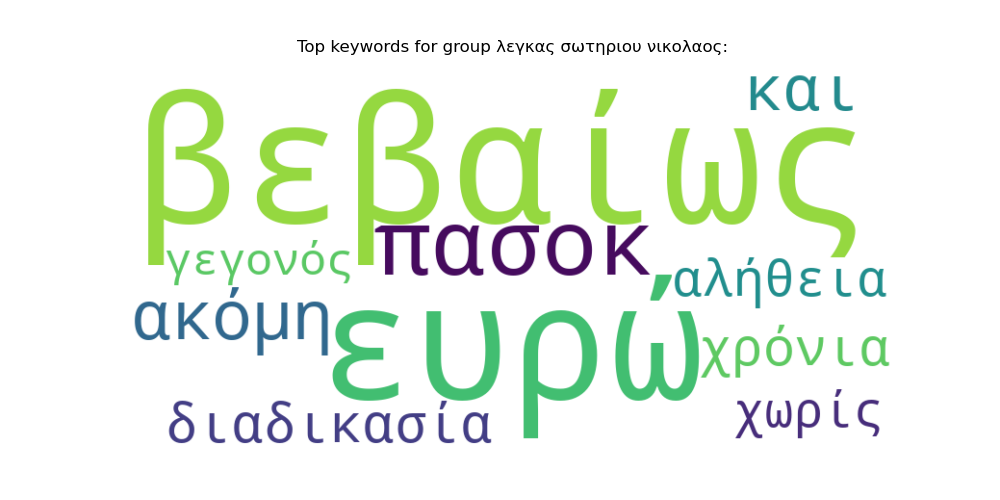 Top keywords for group λεγκας σωτηριου νικολαος:
και
βεβαίως
πασοκ
γεγονός
αλήθεια
ακόμη
ευρώ
χρόνια
χωρίς
διαδικασία